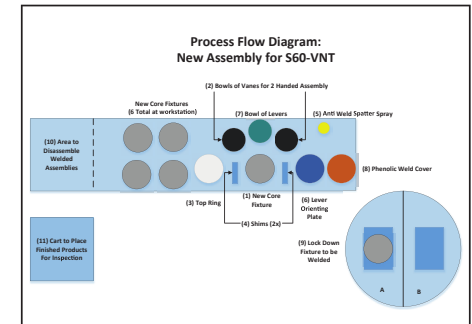 Process Flow Diagram:
New Assembly for S60-VNT
(2) Bowls of Vanes for 2 Handed Assembly
New Core Fixtures
(6 Total at workstation)
(7) Bowl of Levers
(5) Anti Weld Spatter
Spray
(10) Area to
Disassemble
Welded
Assemblies
(8) Phenolic Weld Cover
(3) Top Ring
(1) New Core
Fixture
(6) Lever
Orienting
Plate
(4) Shims (2x)
(11) Cart to Place
Finished Products
For Inspection
(9) Lock Down
Fixture to be
Welded
A
B